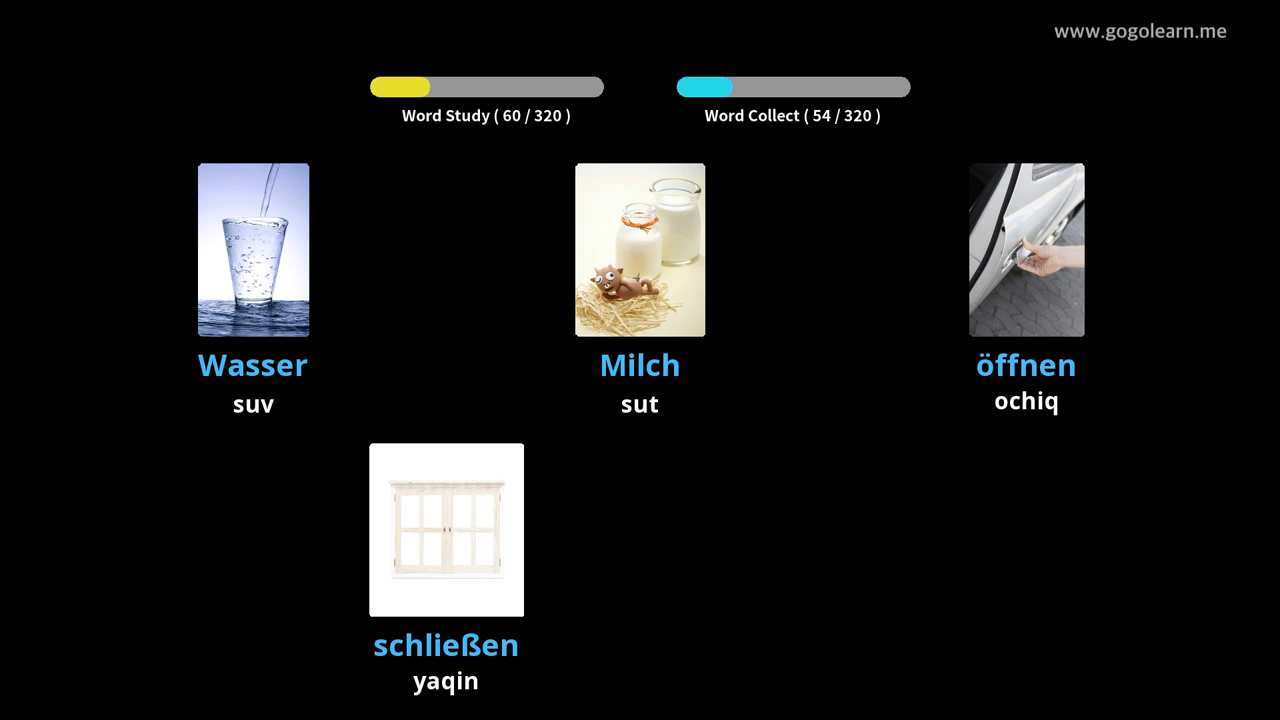 www.gogolearn.me
Word Study ( 60 / 320 )
Word Collect ( 54 / 320 )
Wasser
suv
Milch
sut
öffnen
ochiq
schließen
yaqin